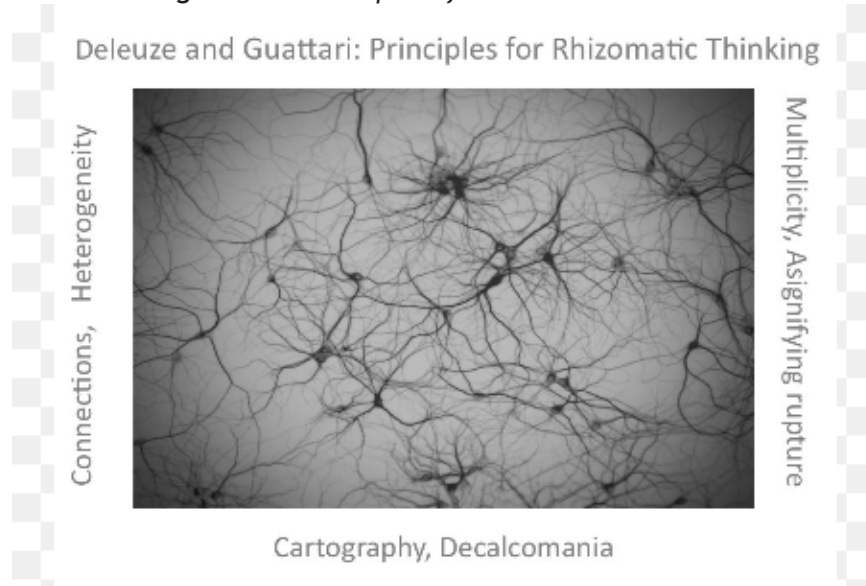 Deleuze and Guattari: Principles for Rhizomatic Thinking
Connections, Heterogeneity
Multiplicity, Asignifying rupture
Cartography, Decalcomania